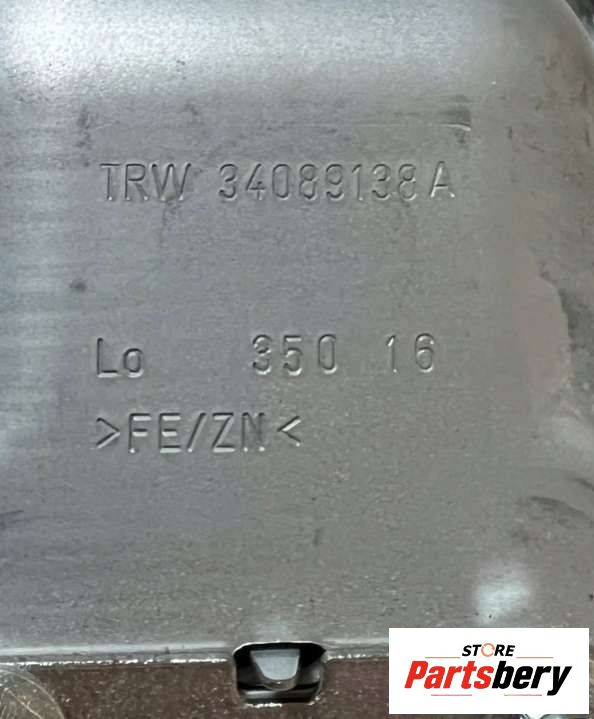 TRW 34089138A
Lo 350 16
>FE/ZN<
STORE
Partsbery